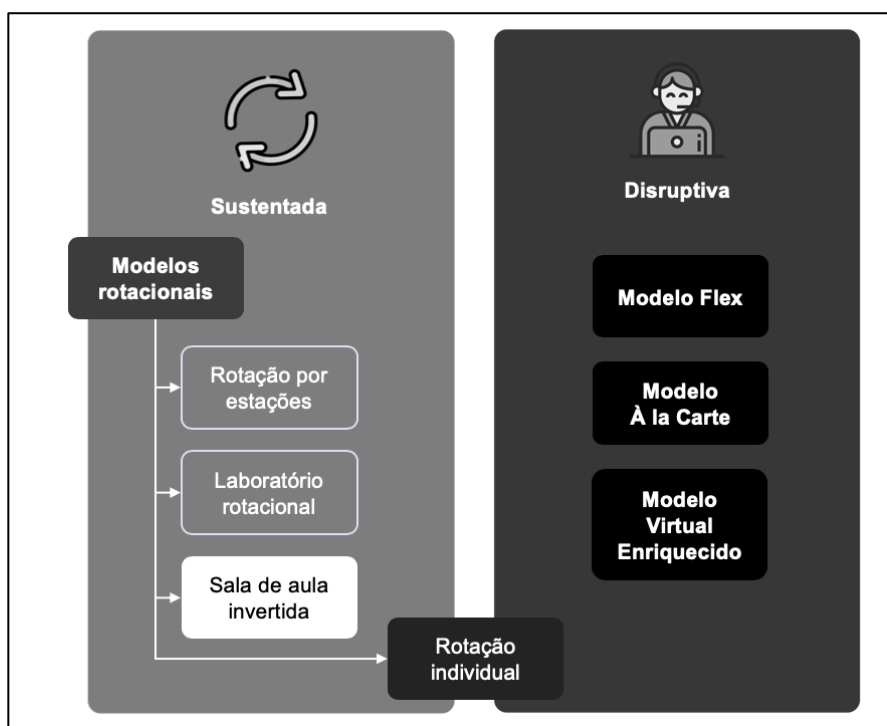 Sustentada
Modelos
rotacionais
Rotação por
estações
Laboratório
rotacional
Sala de aula
invertida
Rotação
individual
Disruptiva
Modelo Flex
Modelo
À la Carte
Modelo
Virtual
Enriquecido